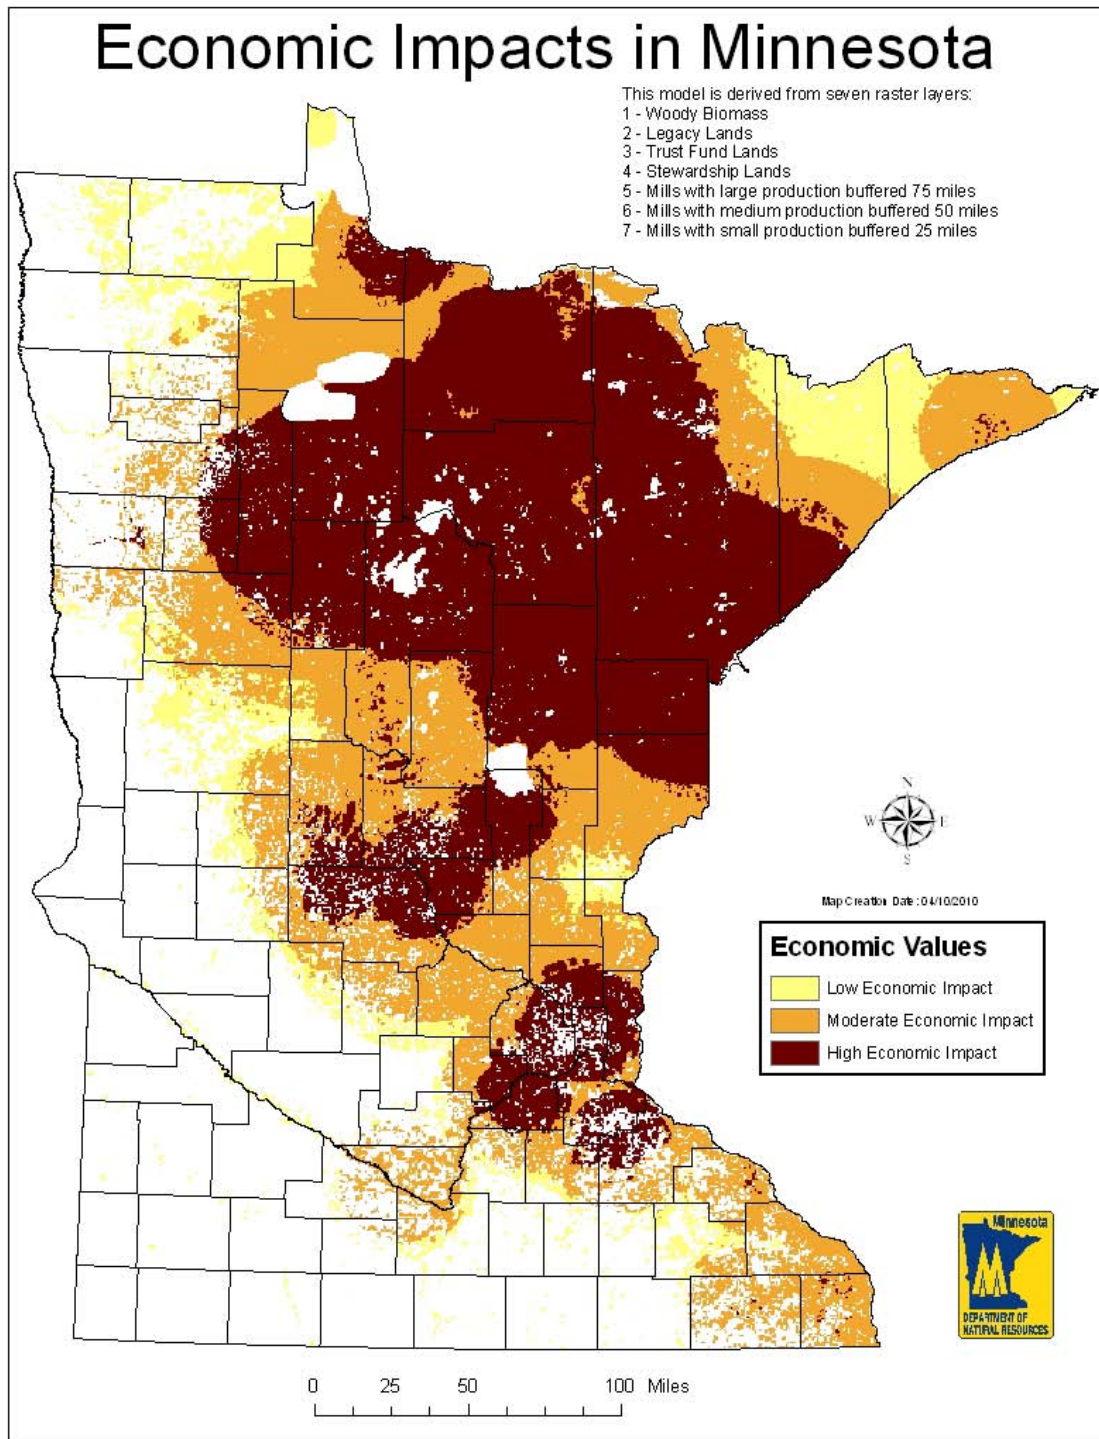 Economic Impacts in Minnesota
This model is derived from seven raster layers:
1 - Woody Biomass
2 - Legacy Lands
3 - Trust Fund Lands
4 - Stewardship Lands
5 - Mills with large production buffered 75 miles
6 - Mills with medium production buffered 50 miles
7 - Mills with small production buffered 25 miles
N
W E
S
Map Creation Date: 04/10/2010
Economic Values
Low Economic Impact
Moderate Economic Impact
High Economic Impact
Minnesota
DEPARTMENT OF
NATURAL RESOURCES
0 25 50 100 Miles